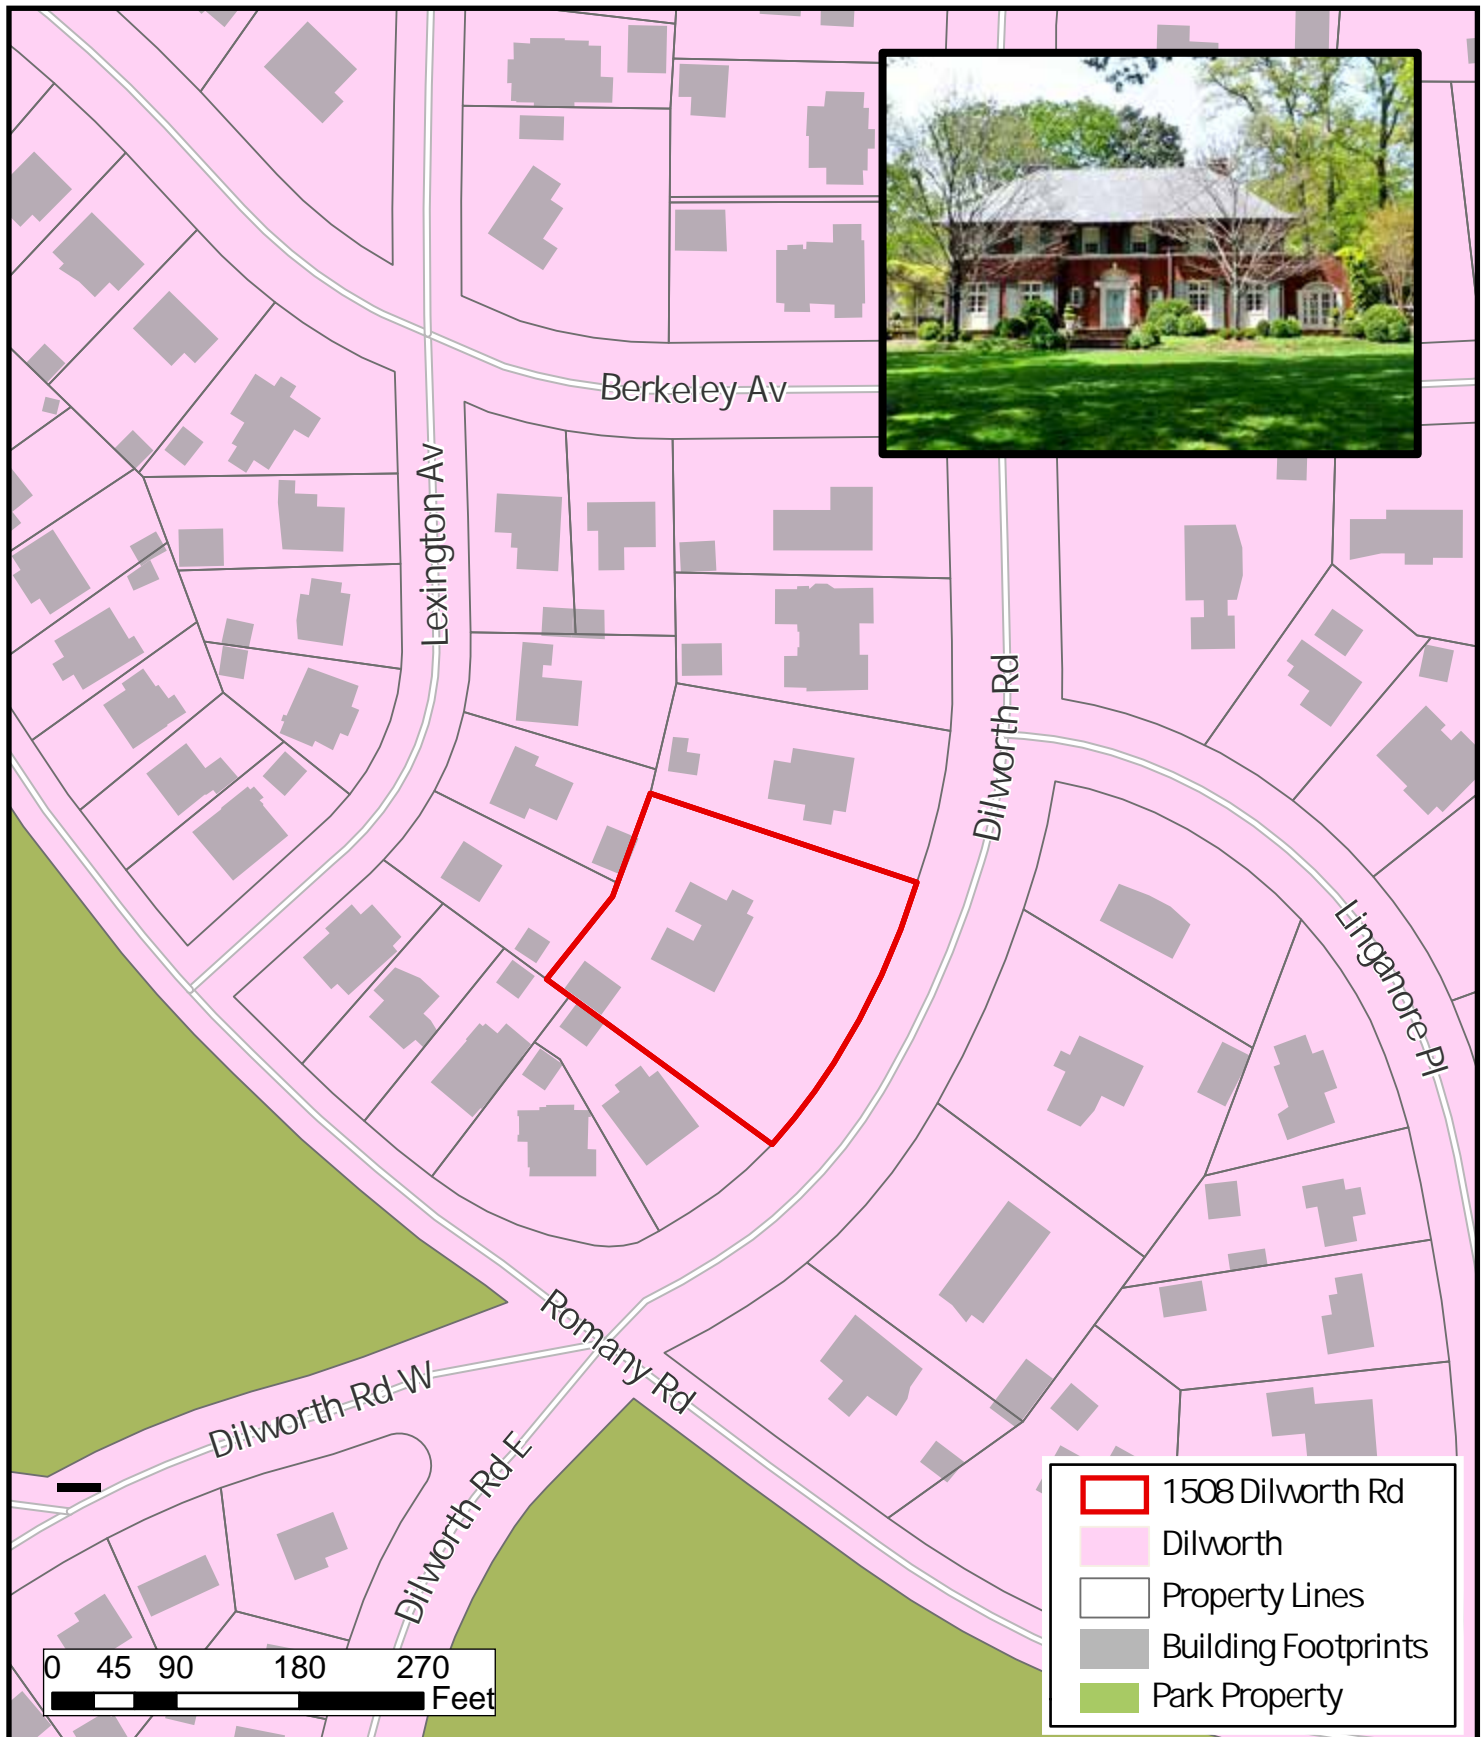 Berkeley Av
Lexington Av
Dilworth Rd
Linganore Pl
Romany Rd
Dilworth Rd W
Dilworth Rd E
1508 Dilworth Rd
Dilworth
Property Lines
Building Footprints
Park Property
0 45 90 180 270
Feet